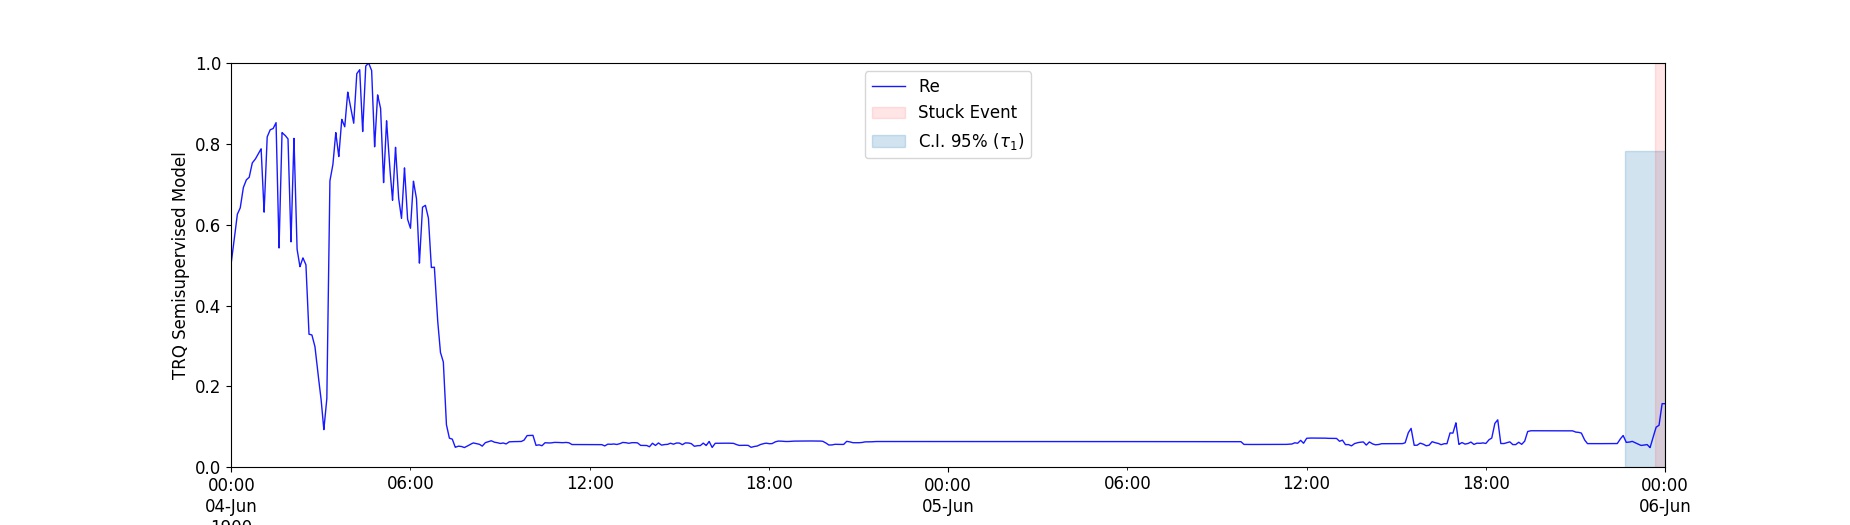 TRQ Semisupervised Model
1.0
0.8
0.6
0.4
0.2
0.0
Re
Stuck Event
C.I. 95% (τ₁)
00:00 06:00 12:00 18:00 00:00 06:00 12:00 18:00 00:00
04-Jun 05-Jun 06-Jun
1900